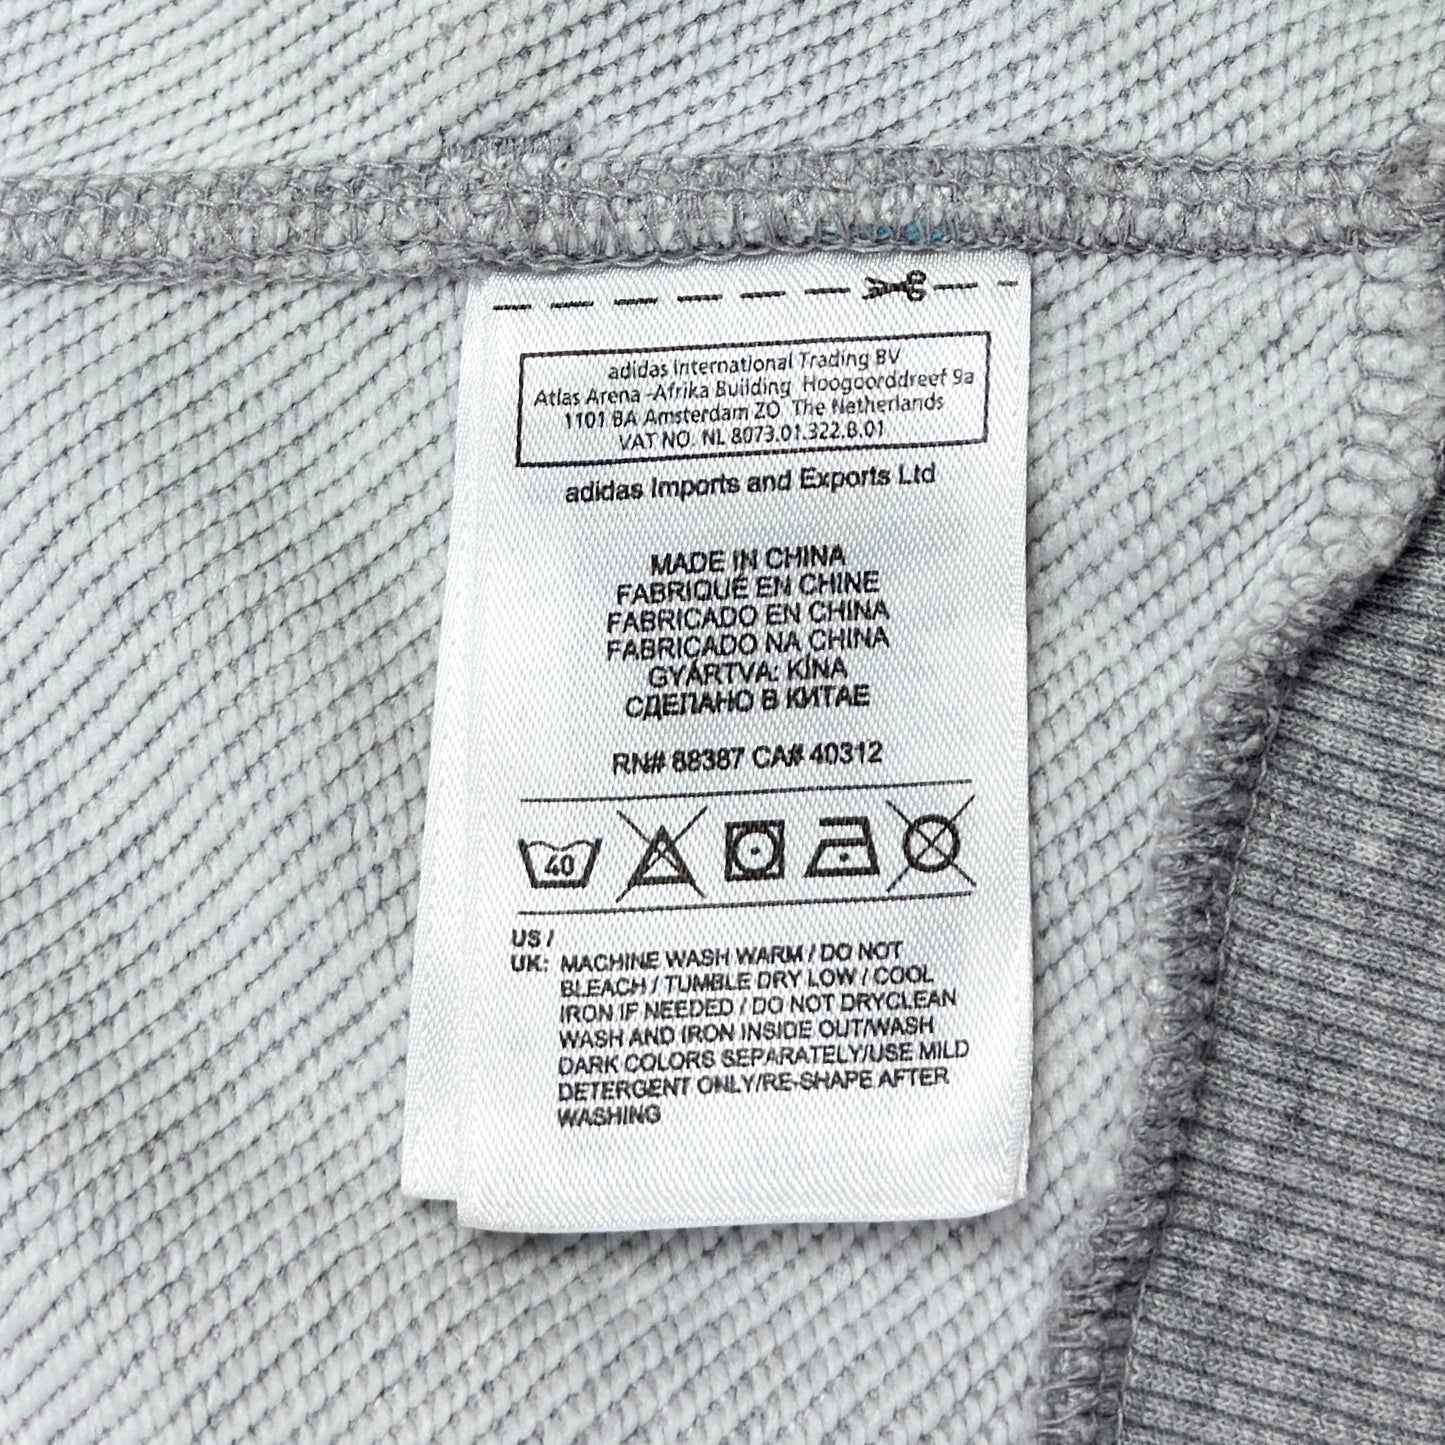 adidas International Trading BV
Atlas Arena -Afrika Building, Hoogoorddreef 9a
1101 BA Amsterdam ZO, The Netherlands
VAT NO. NL 8073.01.322.B.01
adidas Imports and Exports Ltd
MADE IN CHINA
FABRIQUÉ EN CHINE
FABRICADO EN CHINA
FABRICADO NA CHINA
GYÁRTVA: KÍNA
СДЕЛАНО В КИТАЕ
RN# 88387 CA# 40312
40
US /
UK: MACHINE WASH WARM / DO NOT
BLEACH / TUMBLE DRY LOW / COOL
IRON IF NEEDED / DO NOT DRYCLEAN
WASH AND IRON INSIDE OUT/WASH
DARK COLORS SEPARATELY/USE MILD
DETERGENT ONLY/RE-SHAPE AFTER
WASHING